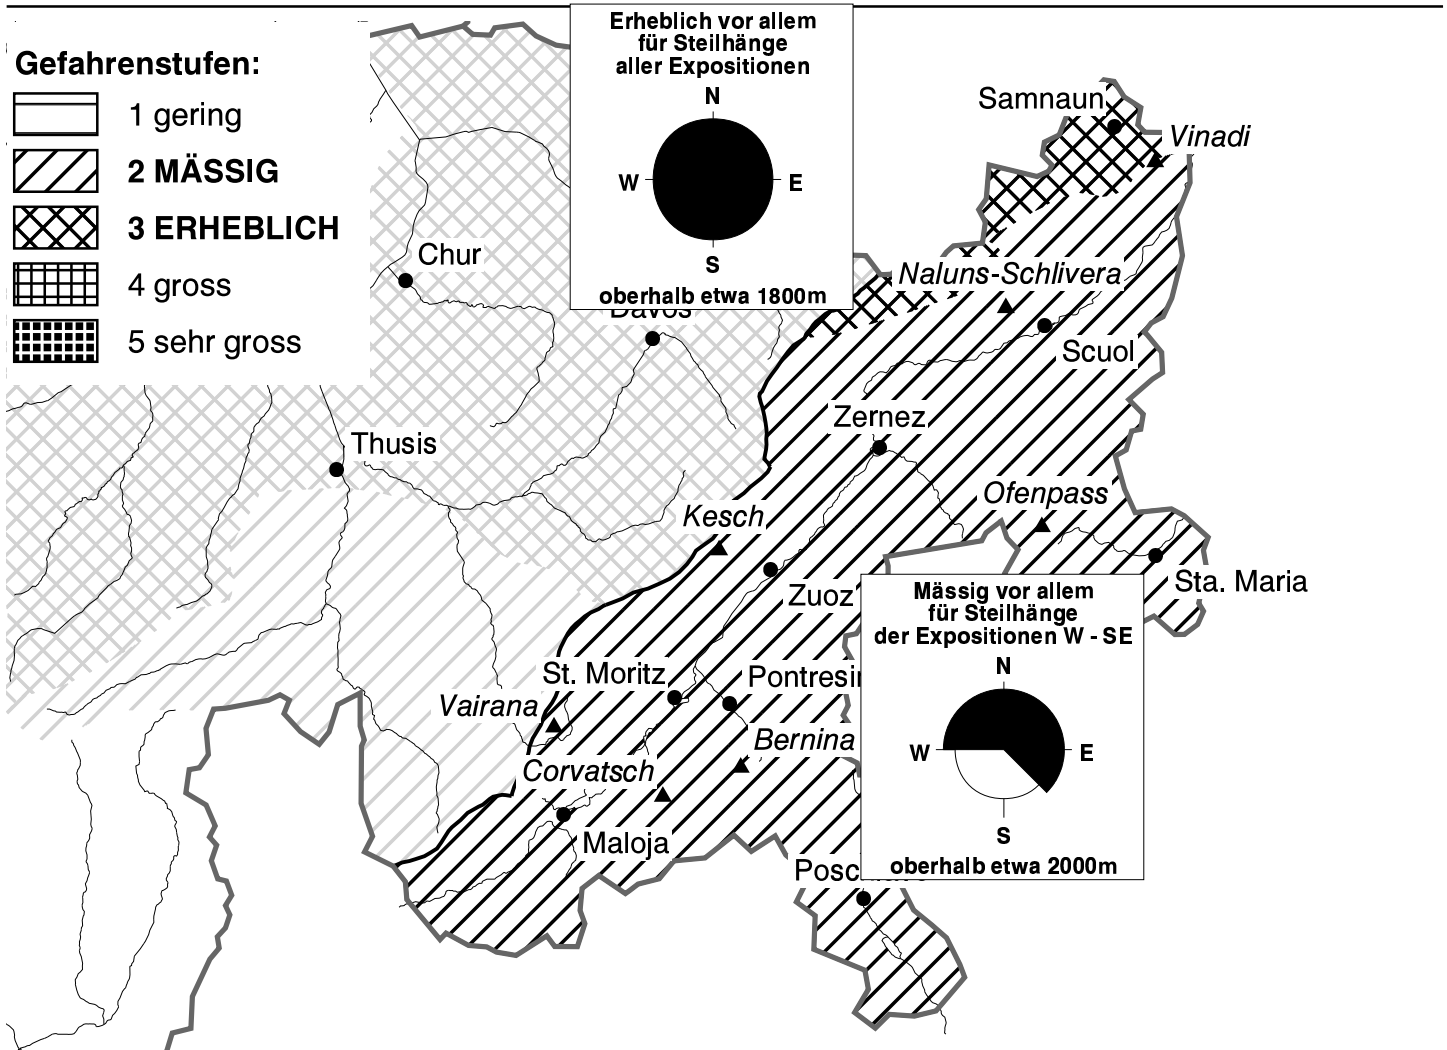 Gefahrenstufen:
1 gering
2 MÄSSIG
3 ERHEBLICH
4 gross
5 sehr gross
Erheblich vor allem
für Steilhänge
aller Expositionen
N
W
E
S
oberhalb etwa 1800m
Samnaun
Vinadi
Chur
Naluns-Schlivera
Davos
Scuol
Zernez
Thusis
Ofenpass
Kesch
Sta. Maria
Zuoz
Mässig vor allem
für Steilhänge
der Expositionen W - SE
N
W
E
S
oberhalb etwa 2000m
St. Moritz
Pontresin
Vairana
Bernina
Corvatsch
Maloja